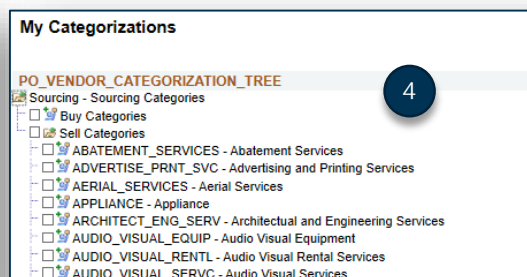 My Categorizations
PO_VENDOR_CATEGORIZATION_TREE
4
Sourcing - Sourcing Categories
Buy Categories
Sell Categories
ABATEMENT_SERVICES - Abatement Services
ADVERTISE_PRNT_SVC - Advertising and Printing Services
AERIAL_SERVICES - Aerial Services
APPLIANCE - Appliance
ARCHITECT_ENG_SERV - Architectual and Engineering Services
AUDIO_VISUAL_EQUIP - Audio Visual Equipment
AUDIO_VISUAL_RENTL - Audio Visual Rental Services
AUDIO_VISUAL_SERVC - Audio Visual Services